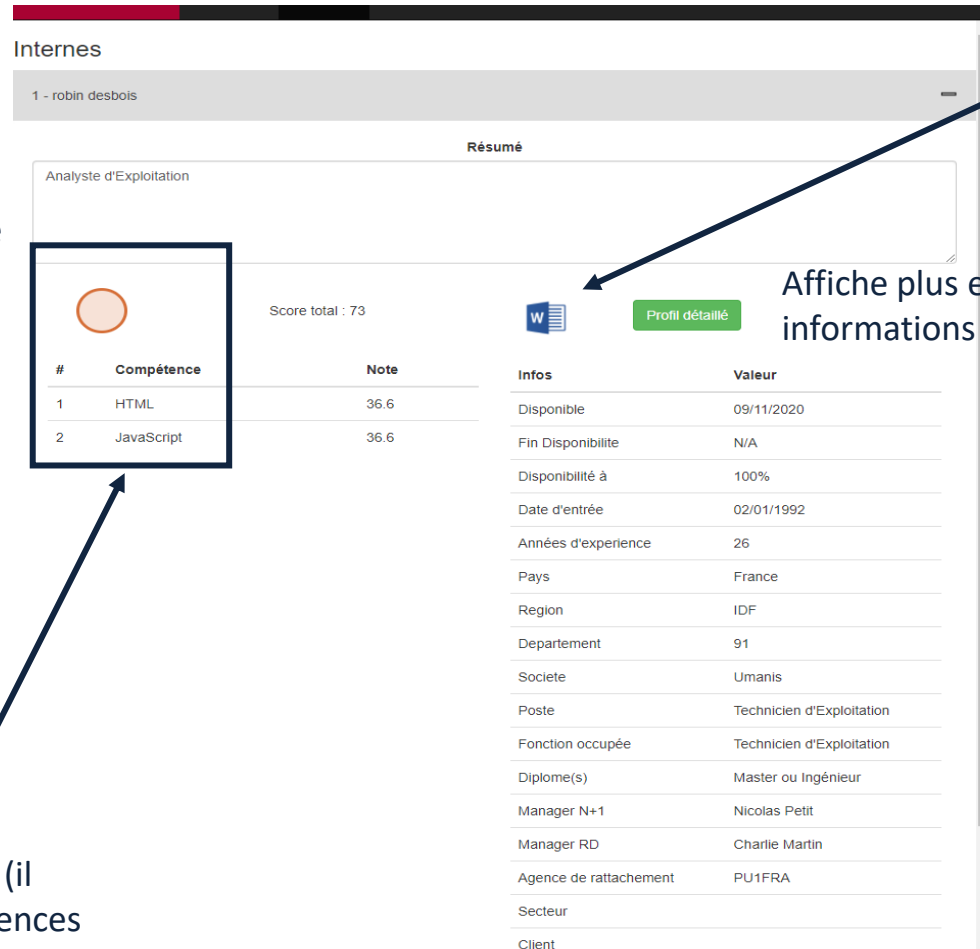 Internes
1 - robin desbois
Résumé
Analyste d'Exploitation
Score total : 73
W
Profil détaillé
Affiche plus
informations
# Compétence Note
1 HTML 36.6
2 JavaScript 36.6
Infos Valeur
Disponible 09/11/2020
Fin Disponibilite N/A
Disponibilité à 100%
Date d'entrée 02/01/1992
Années d'experience 26
Pays France
Region IDF
Departement 91
Societe Umanis
Poste Technicien d'Exploitation
Fonction occupée Technicien d'Exploitation
Diplome(s) Master ou Ingénieur
Manager N+1 Nicolas Petit
Manager RD Charlie Martin
Agence de rattachement PU1FRA
Secteur
Client
(il
ences